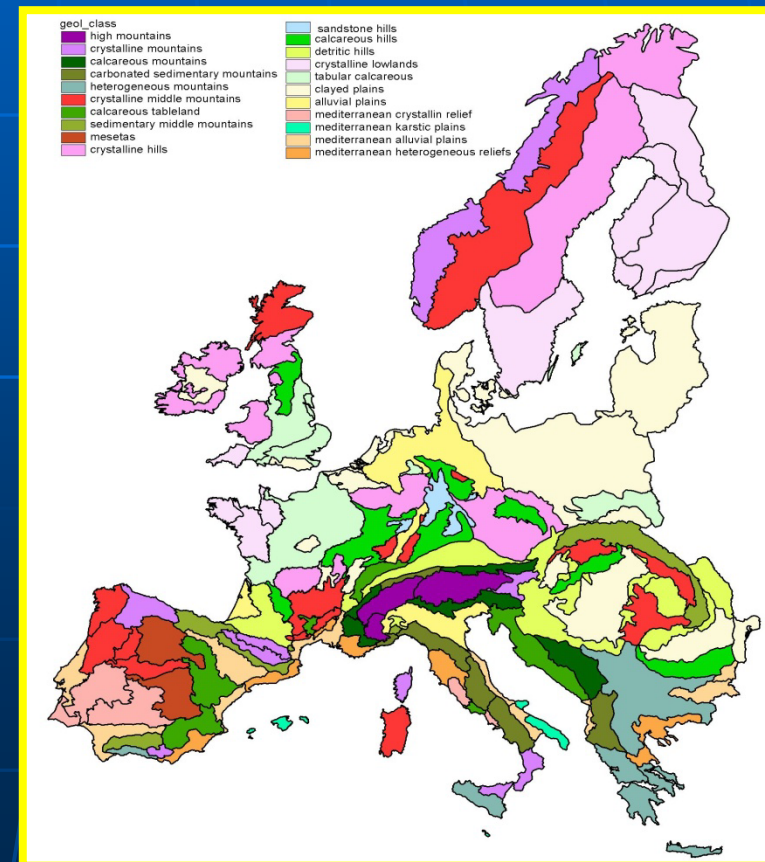 geol_class
high mountains
crystalline mountains
calcareous mountains
carbonated sedimentary mountains
heterogeneous mountains
crystalline middle mountains
calcareous tableland
sedimentary middle mountains
mesetas
crystalline hills
sandstone hills
calcareous hills
detritic hills
crystalline lowlands
tabular calcareous
clayed plains
alluvial plains
mediterranean crystallin relief
mediterranean karstic plains
mediterranean alluvial plains
mediterranean heterogeneous reliefs